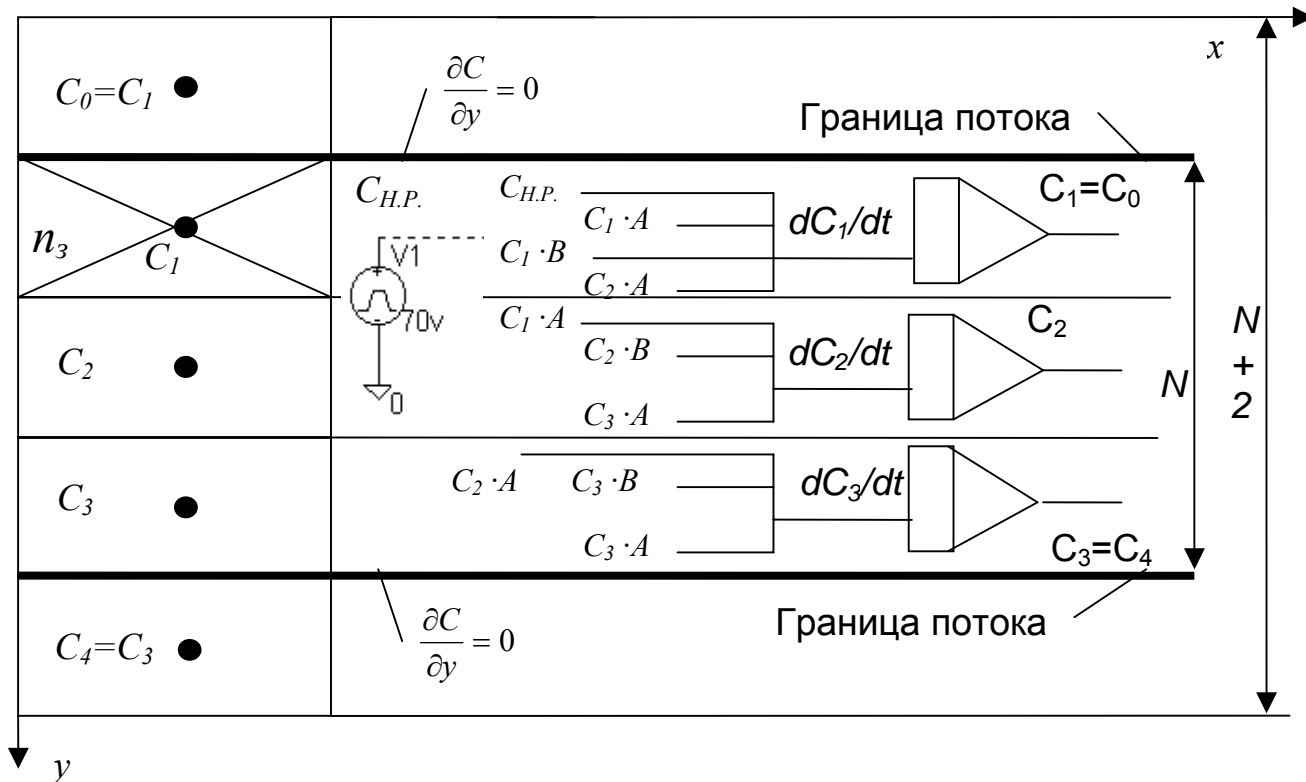 x
C₀=C₁
∂C/∂y = 0
Граница потока
n₃
C₁
C_Н.Р.
V1
70v
0
C_Н.Р.
C₁·A
C₁·B
C₂·A
dC₁/dt
C₁=C₀
C₂
C₁·A
C₂·B
C₃·A
dC₂/dt
C₂
N
N + 2
C₃
C₂·A
C₃·B
C₃·A
dC₃/dt
C₃=C₄
Граница потока
C₄=C₃
∂C/∂y = 0
y